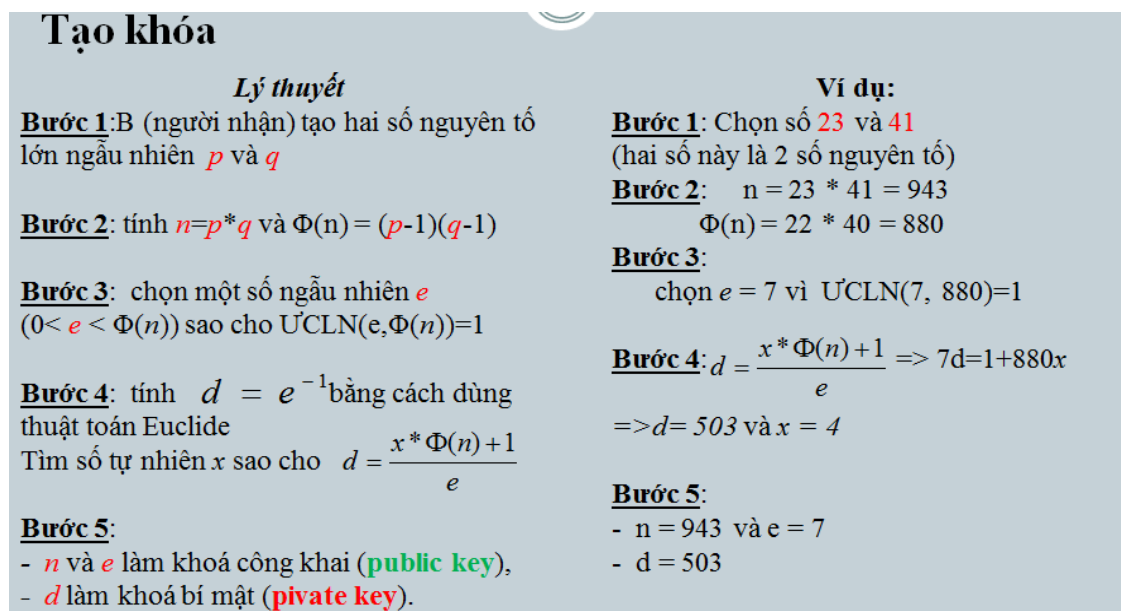 Tạo khóa
Lý thuyết
Bước 1:B (người nhận) tạo hai số nguyên tố
lớn ngẫu nhiên p và q
Bước 2: tính n=p*q và Φ(n) = (p-1)(q-1)
Bước 3: chọn một số ngẫu nhiên e
(0< e < Φ(n)) sao cho ƯCLN(e,Φ(n))=1
Bước 4: tính d = e⁻¹bằng cách dùng
thuật toán Euclide
Tìm số tự nhiên x sao cho d = (x * Φ(n) + 1) / e
Bước 5:
- n và e làm khoá công khai (public key),
- d làm khoá bí mật (pivate key).
Ví dụ:
Bước 1: Chọn số 23 và 41
(hai số này là 2 số nguyên tố)
Bước 2: n = 23 * 41 = 943
Φ(n) = 22 * 40 = 880
Bước 3:
chọn e = 7 vì ƯCLN(7, 880)=1
Bước 4: d = (x * Φ(n) + 1) / e => 7d=1+880x
=>d= 503 và x = 4
Bước 5:
- n = 943 và e = 7
- d = 503